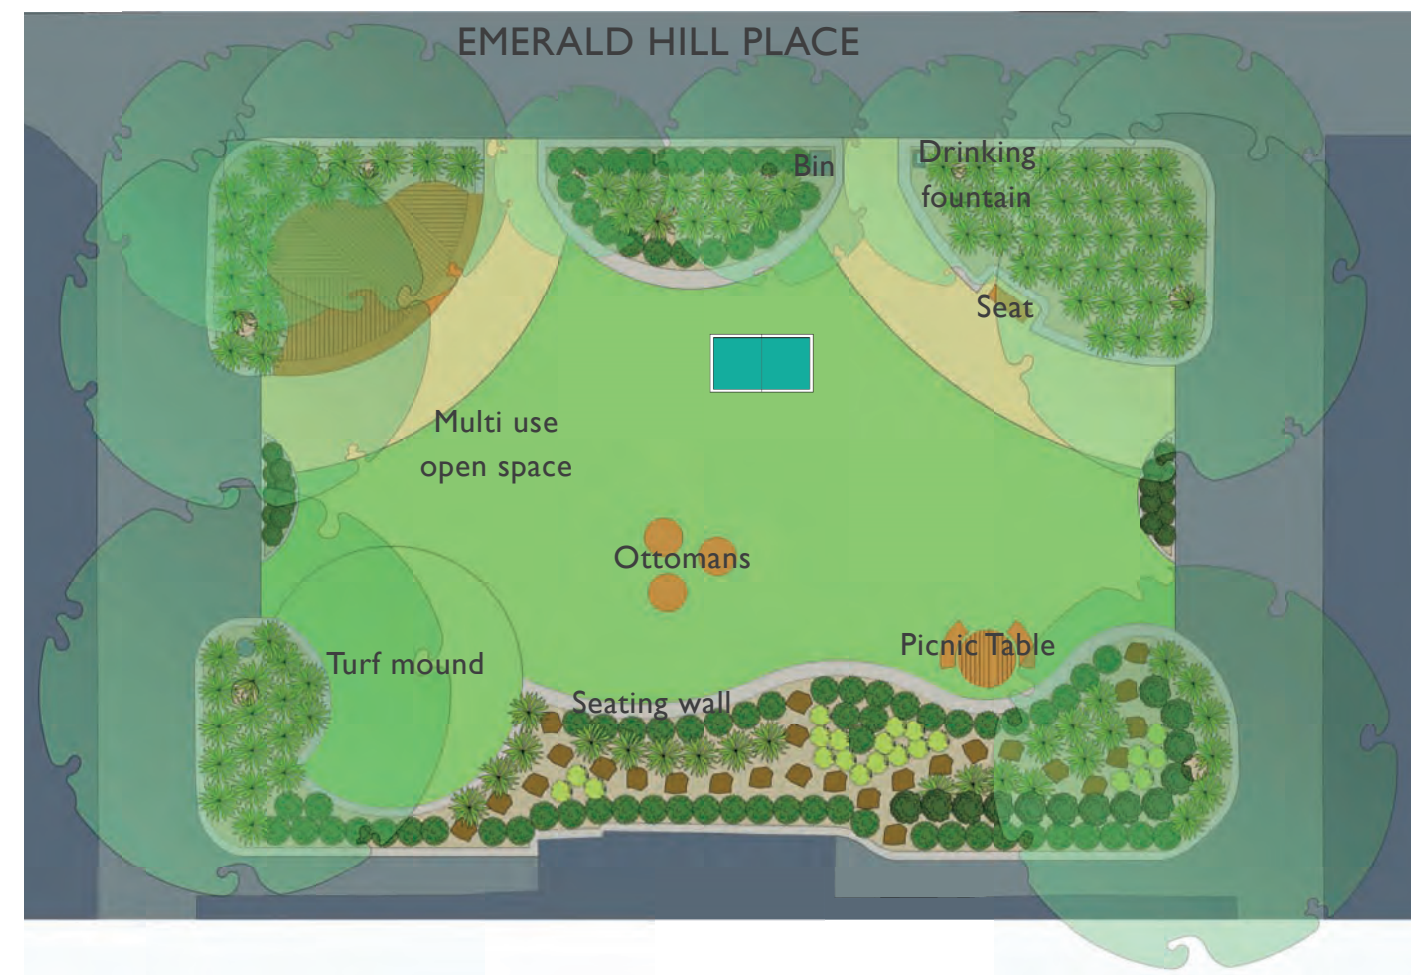 EMERALD HILL PLACE
Bin
Drinking
fountain
Seat
Multi use
open space
Ottomans
Picnic Table
Turf mound
Seating wall